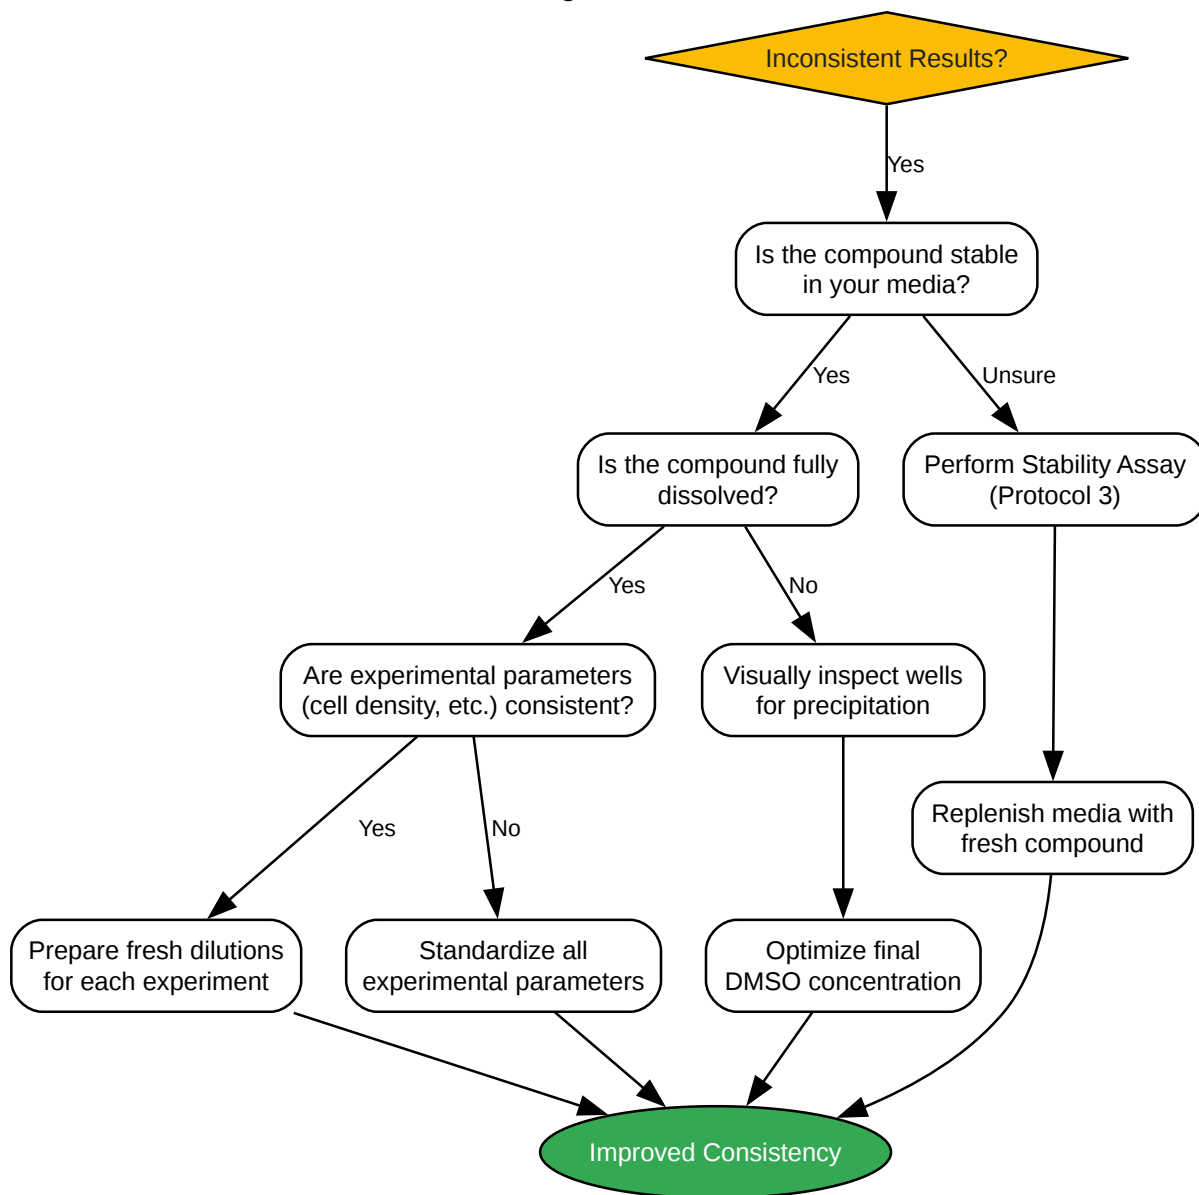 Inconsistent Results?
Yes
Is the compound stable
in your media?
Yes
Unsure
Is the compound fully
dissolved?
Perform Stability Assay
(Protocol 3)
Yes
No
Are experimental parameters
(cell density, etc.) consistent?
Visually inspect wells
for precipitation
Replenish media with
fresh compound
Yes
No
Prepare fresh dilutions
for each experiment
Standardize all
experimental parameters
Optimize final
DMSO concentration
Improved Consistency